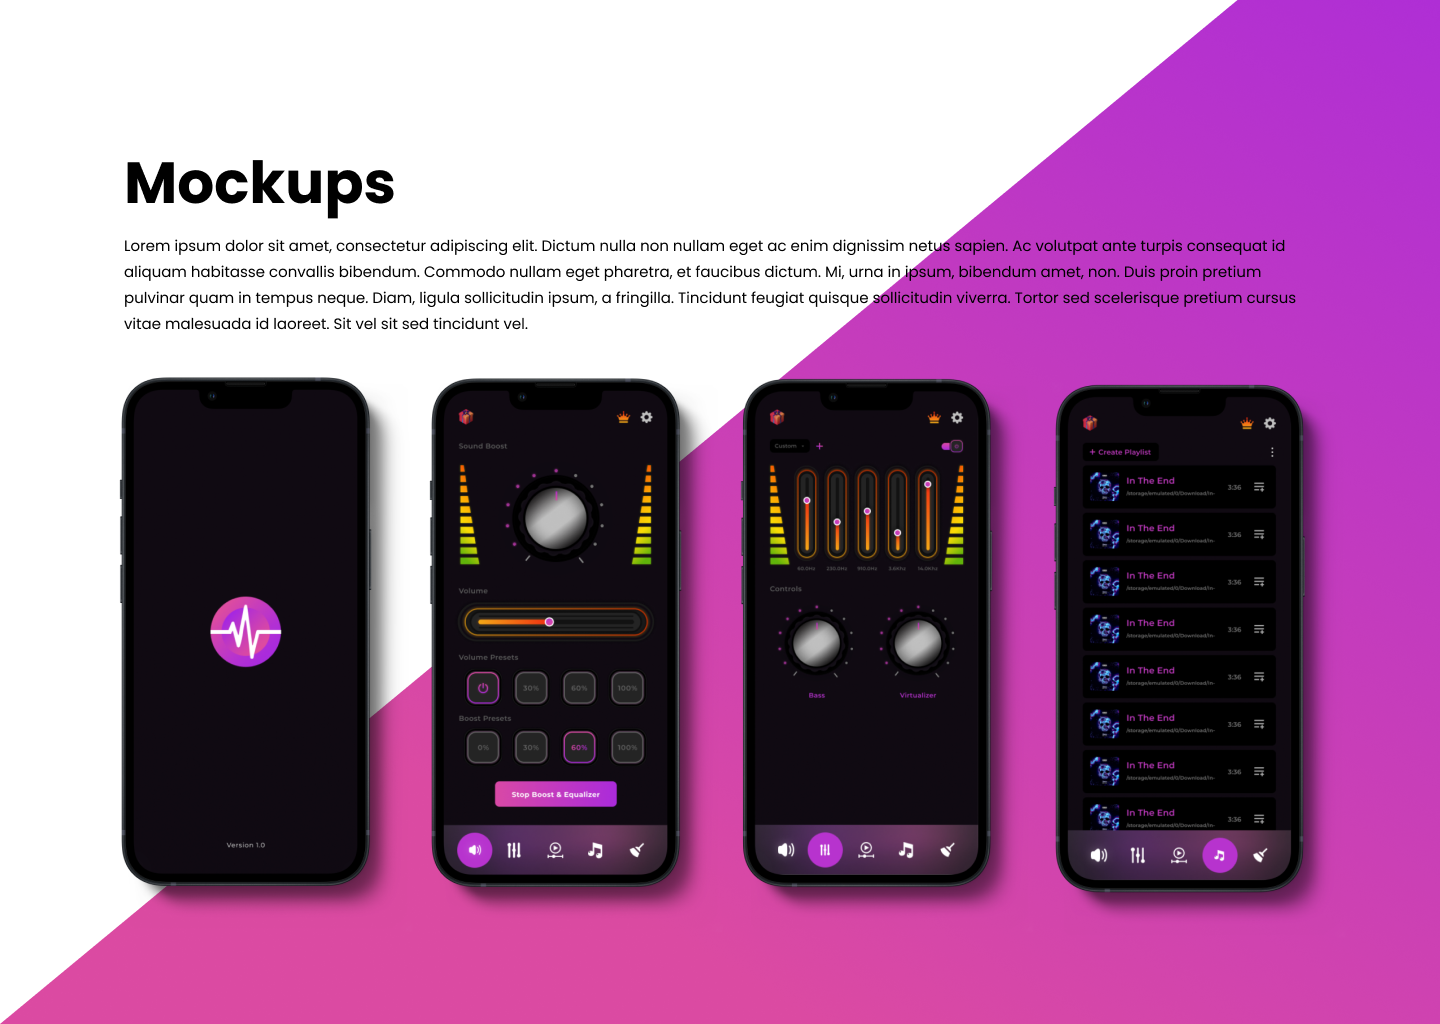 Mockups
Lorem ipsum dolor sit amet, consectetur adipiscing elit. Dictum nulla non nullam eget ac enim dignissim netus sapien. Ac volutpat ante turpis consequat id
aliquam habitasse convallis bibendum. Commodo nullam eget pharetra, et faucibus dictum. Mi, urna in ipsum, bibendum amet, non. Duis proin pretium
pulvinar quam in tempus neque. Diam, ligula sollicitudin ipsum, a fringilla. Tincidunt feugiat quisque sollicitudin viverra. Tortor sed scelerisque pretium cursus
vitae malesuada id laoreet. Sit vel sit sed tincidunt vel.
Version 1.0
Sound Boost
Volume
Volume Presets
30% 60% 100%
Boost Presets
0% 30% 60% 100%
Stop Boost & Equalizer
Custom +
60.0Hz 230.0Hz 910.0Hz 3.6KHz 14.0KHz
Controls
Bass Virtualizer
+ Create Playlist
In The End
/storage/emulated/0/Download/In- 3:36
In The End
/storage/emulated/0/Download/In- 3:36
In The End
/storage/emulated/0/Download/In- 3:36
In The End
/storage/emulated/0/Download/In- 3:36
In The End
/storage/emulated/0/Download/In- 3:36
In The End
/storage/emulated/0/Download/In- 3:36
In The End
/storage/emulated/0/Download/In- 3:36
In The End
/storage/emulated/0/Download/In- 3:36